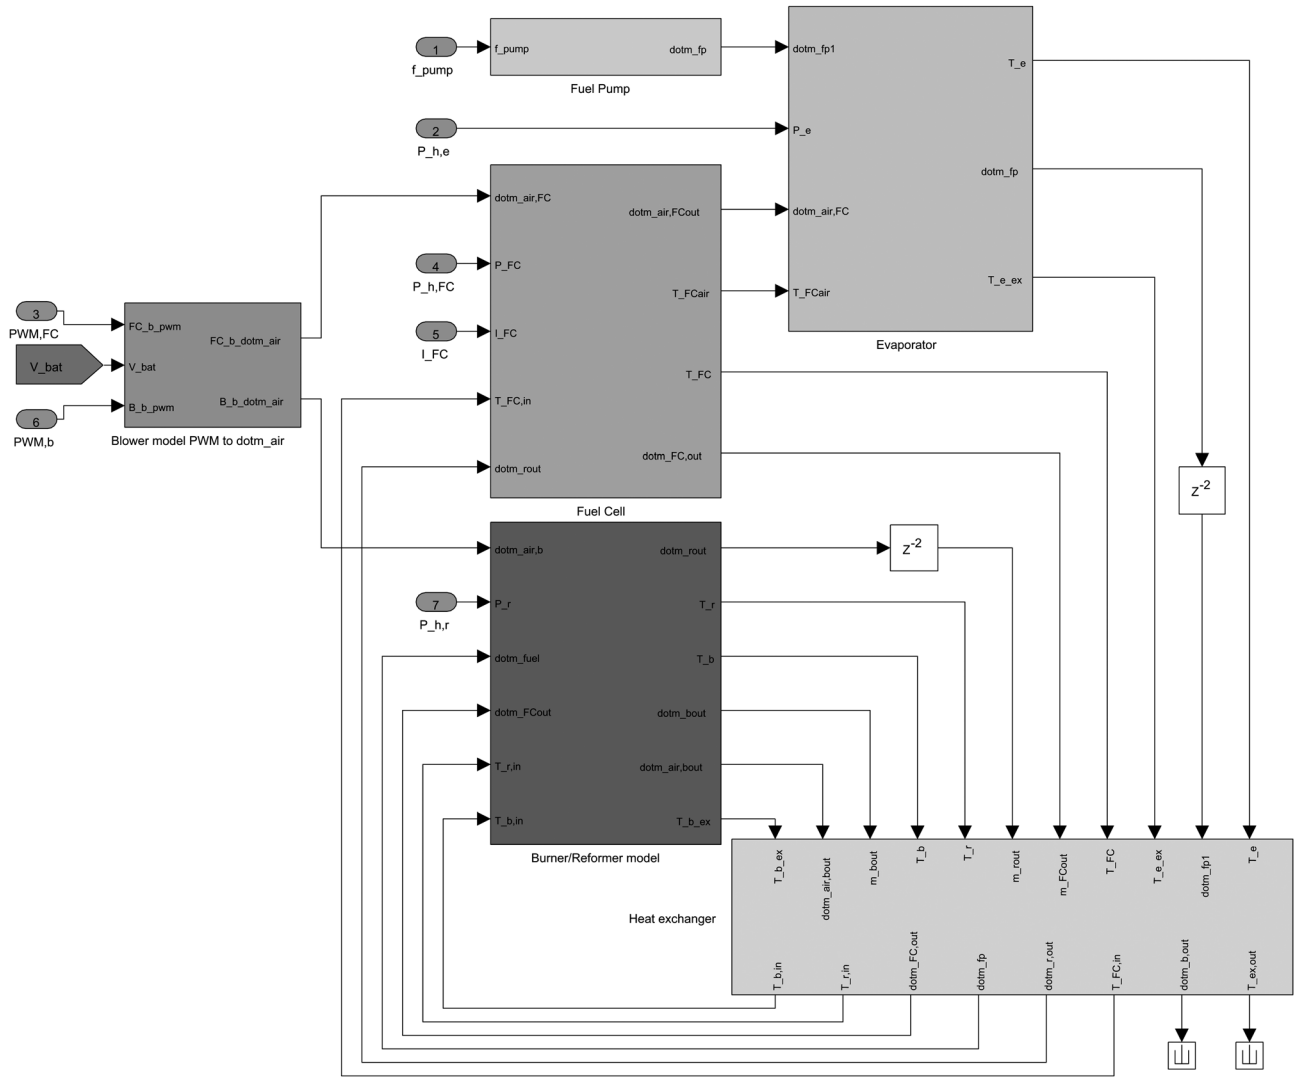 1
f_pump
f_pump
dotm_fp
Fuel Pump
2
P_h,e
dotm_fp1
P_e
dotm_air,FC
T_FCair
T_e
dotm_fp
T_e_ex
Evaporator
3
PWM,FC
V_bat
6
PWM,b
FC_b_pwm
V_bat
B_b_pwm
FC_b_dotm_air
B_b_dotm_air
Blower model PWM to dotm_air
4
P_h,FC
5
I_FC
dotm_air,FC
P_FC
I_FC
T_FC,in
dotm_rout
dotm_air,FCout
T_FCair
T_FC
dotm_FC,out
Fuel Cell
7
P_h,r
dotm_air,b
P_r
dotm_fuel
dotm_FCout
T_r,in
T_b,in
dotm_rout
T_r
T_b
dotm_bout
dotm_air,bout
T_b_ex
Burner/Reformer model
z-2
z-2
T_b_ex
dotm_air,bout
m_bout
T_b
T_r
m_rout
m_FCout
T_FC
T_e_ex
dotm_fp1
T_e
Heat exchanger
T_b,in
T_r,in
dotm_FC,out
dotm_fp
dotm_r,out
T_FC,in
dotm_b,out
T_ex,out